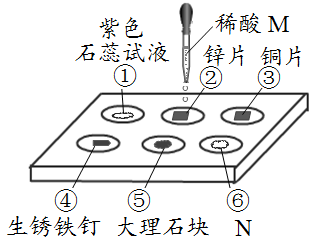 紫色
石蕊试液
稀酸 M
锌片 铜片
① ② ③
④ ⑤ ⑥
生锈铁钉 大理石块 N